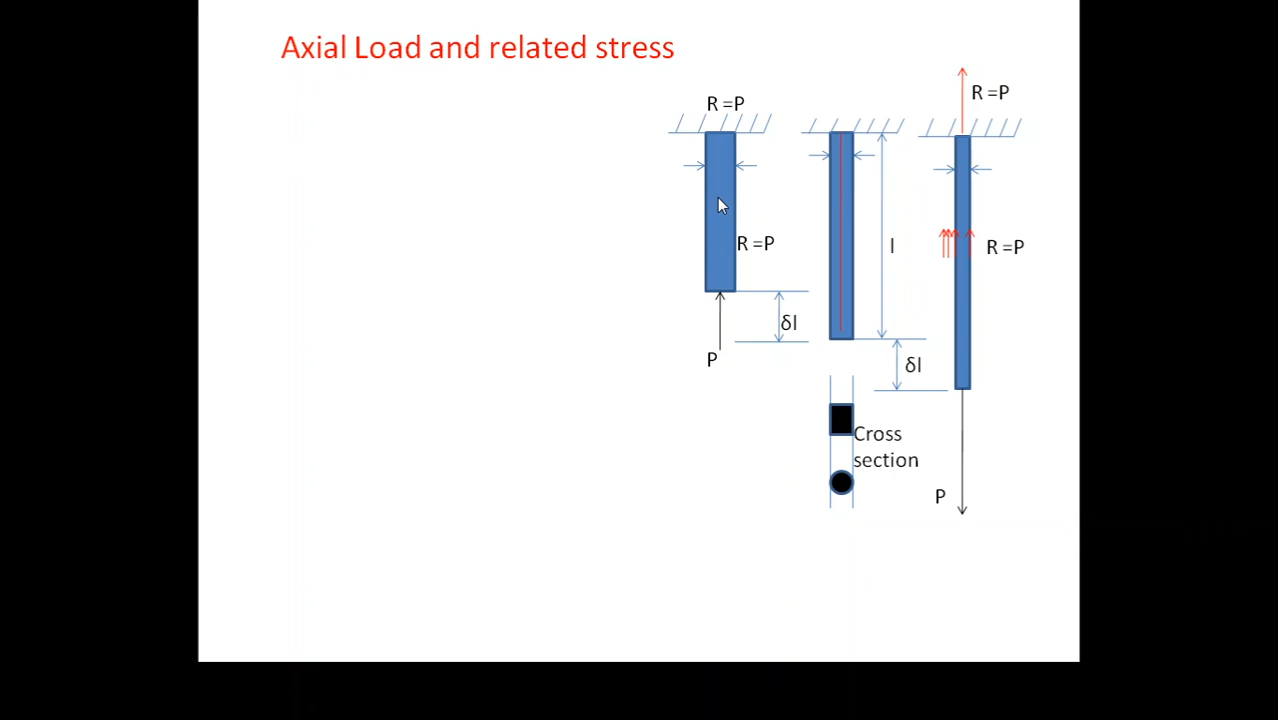 Axial Load and related stress
R =P
R =P
R =P
l
R =P
δl
P
δl
Cross
section
P